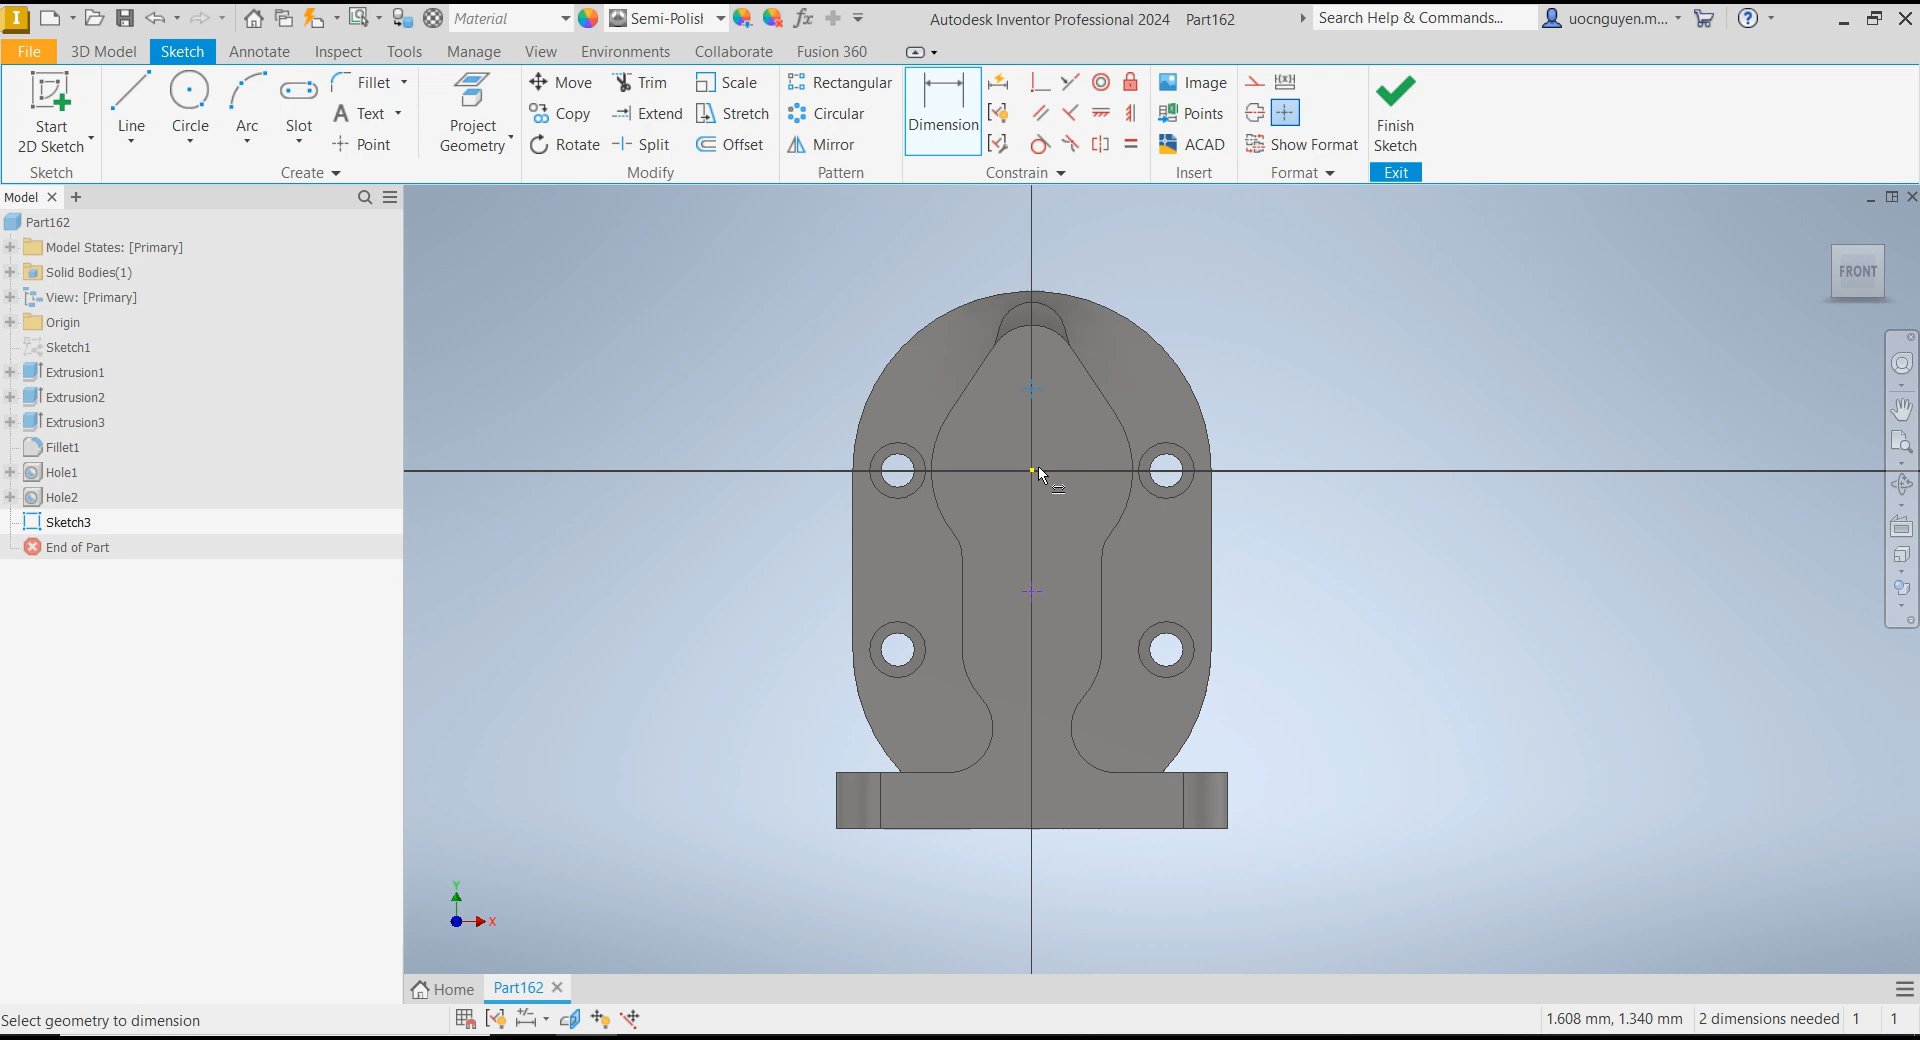 Material
Semi-Polisl
Autodesk Inventor Professional 2024 Part162
Search Help & Commands...
uocnguyen.m...
File 3D Model Sketch Annotate Inspect Tools Manage View Environments Collaborate Fusion 360
Start
2D Sketch
Line
Circle
Arc
Slot
Fillet
Text
Point
Project
Geometry
Move
Copy
Rotate
Trim
Extend
Split
Scale
Stretch
Offset
Rectangular
Circular
Mirror
Dimension
Image
Points
ACAD
Show Format
Finish
Sketch
Sketch Create Modify Pattern Constrain Insert Format Exit
Model
Part162
Model States: [Primary]
Solid Bodies(1)
View: [Primary]
Origin
Sketch1
Extrusion1
Extrusion2
Extrusion3
Fillet1
Hole1
Hole2
Sketch3
End of Part
FRONT
Y
X
Home Part162
Select geometry to dimension
1.608 mm, 1.340 mm 2 dimensions needed 1 1